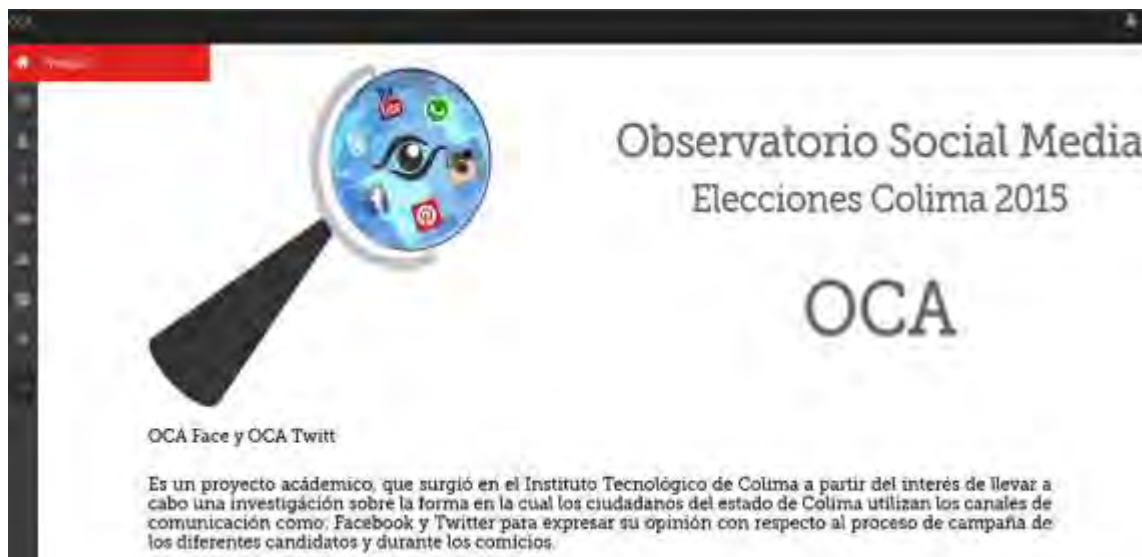 OCA
Observatorio Social Media
Elecciones Colima 2015
OCA
OCA Face y OCA Twitt
Es un proyecto acádemico, que surgió en el Instituto Tecnológico de Colima a partir del interés de llevar a
cabo una investigáción sobre la forma en la cual los ciudadanos del estado de Colima utilizan los canales de
comunicación como: Facebook y Twitter para expresar su opinión con respecto al proceso de campaña de
los diferentes candidatos y durante los comicios.